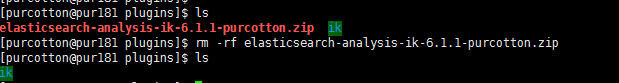 [purcotton@pur181 plugins]$ ls
elasticsearch-analysis-ik-6.1.1-purcotton.zip ik
[purcotton@pur181 plugins]$ rm -rf elasticsearch-analysis-ik-6.1.1-purcotton.zip
[purcotton@pur181 plugins]$ ls
ik